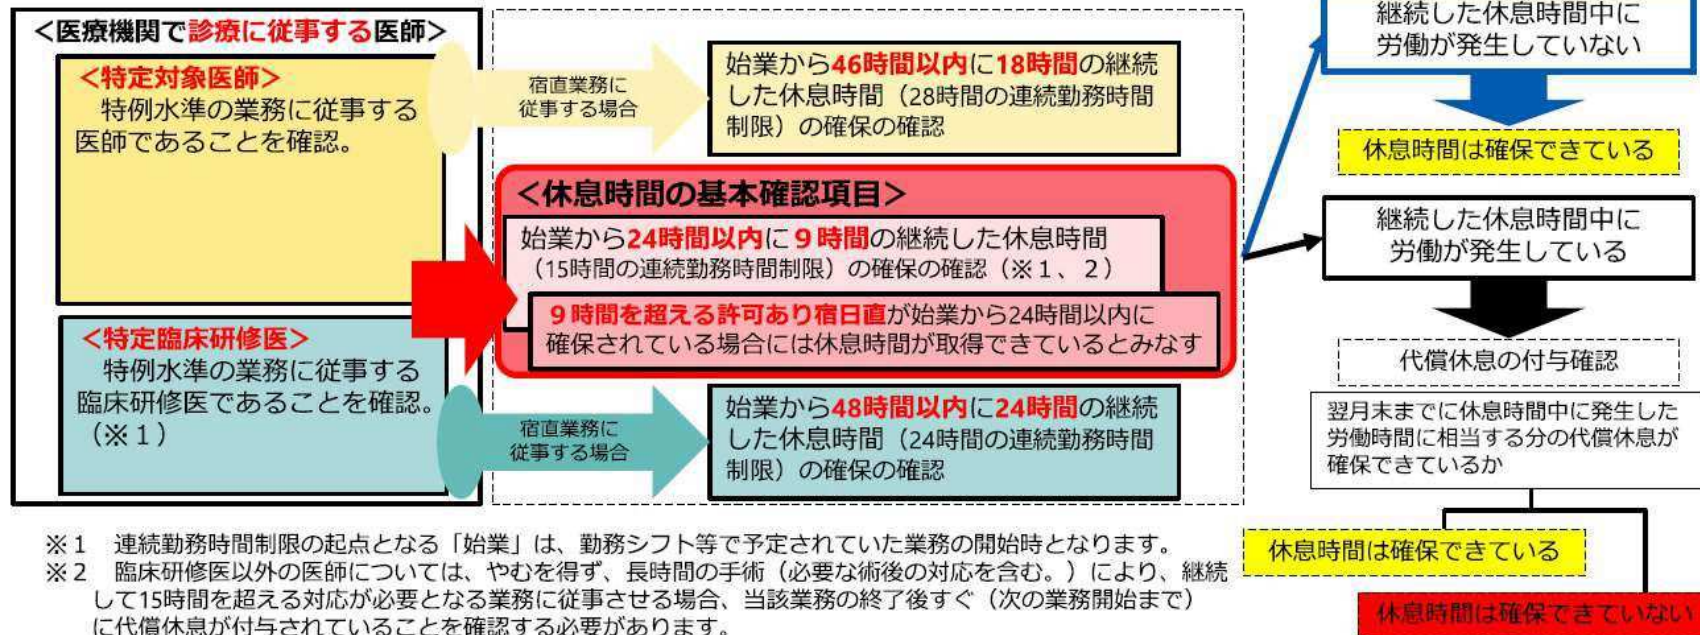 <医療機関で診療に従事する医師>
<特定対象医師>
特例水準の業務に従事する
医師であることを確認。
<特定臨床研修医>
特例水準の業務に従事する
臨床研修医であることを確認。
(※１)
宿直業務に
従事する場合
始業から46時間以内に18時間の継続
した休息時間（28時間の連続勤務時間
制限）の確保の確認
<休息時間の基本確認項目>
始業から24時間以内に９時間の継続した休息時間
（15時間の連続勤務時間制限）の確保の確認（※１、２）
９時間を超える許可あり宿日直が始業から24時間以内に
確保されている場合には休息時間が取得できているとみなす
宿直業務に
従事する場合
始業から48時間以内に24時間の継続
した休息時間（24時間の連続勤務時間
制限）の確保の確認
継続した休息時間中に
労働が発生していない
休息時間は確保できている
継続した休息時間中に
労働が発生している
代償休息の付与確認
翌月末までに休息時間中に発生した
労働時間に相当する分の代償休息が
確保できているか
休息時間は確保できている
休息時間は確保できていない
※１　連続勤務時間制限の起点となる「始業」は、勤務シフト等で予定されていた業務の開始時となります。
※２　臨床研修医以外の医師については、やむを得ず、長時間の手術（必要な術後の対応を含む。）により、継続
して15時間を超える対応が必要となる業務に従事させる場合、当該業務の終了後すぐ（次の業務開始まで）
に代償休息が付与されていることを確認する必要があります。